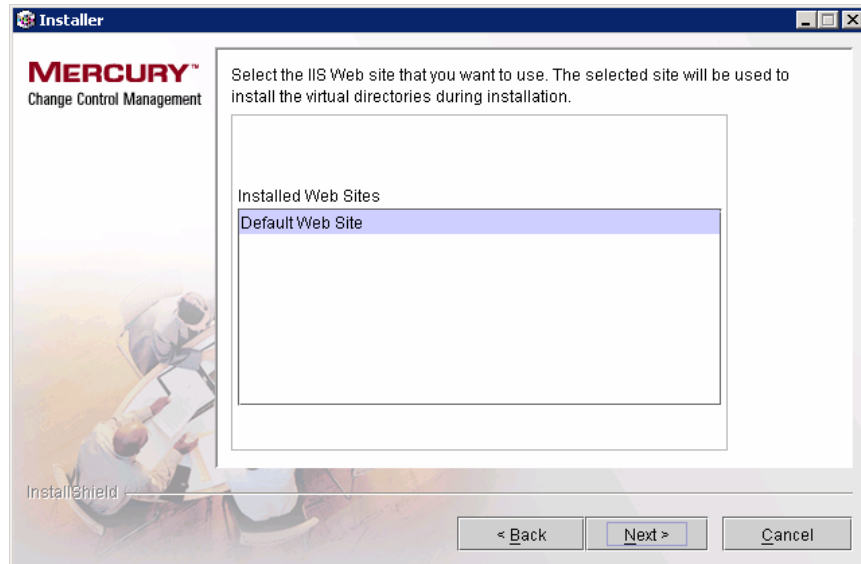 Installer
MERCURY™
Change Control Management
Select the IIS Web site that you want to use. The selected site will be used to
install the virtual directories during installation.
Installed Web Sites
Default Web Site
InstallShield
< Back
Next >
Cancel